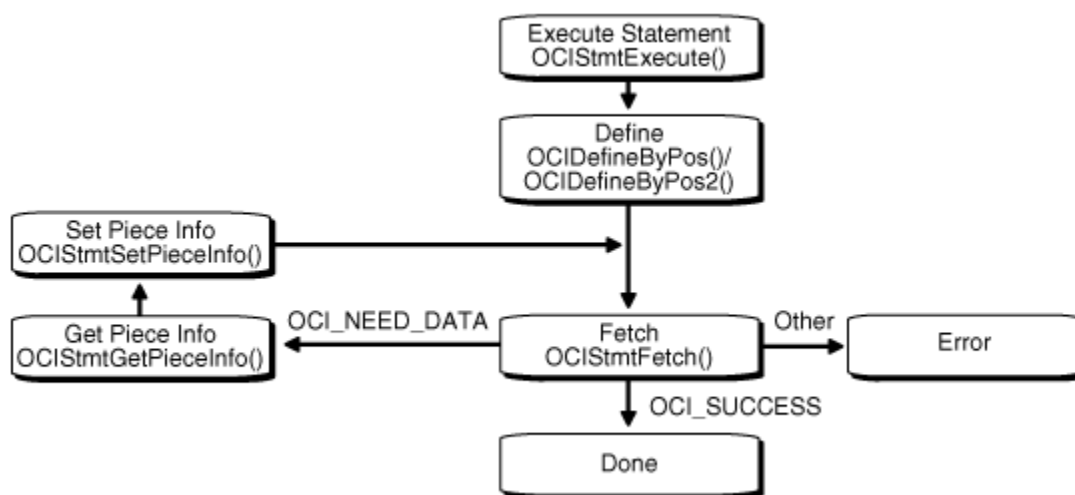 Execute Statement
OCIStmtExecute()
Define
OCIDefineByPos()/
OCIDefineByPos2()
Set Piece Info
OCIStmtSetPieceInfo()
Get Piece Info
OCIStmtGetPieceInfo()
OCI_NEED_DATA
Fetch
OCIStmtFetch()
Other
Error
OCI_SUCCESS
Done